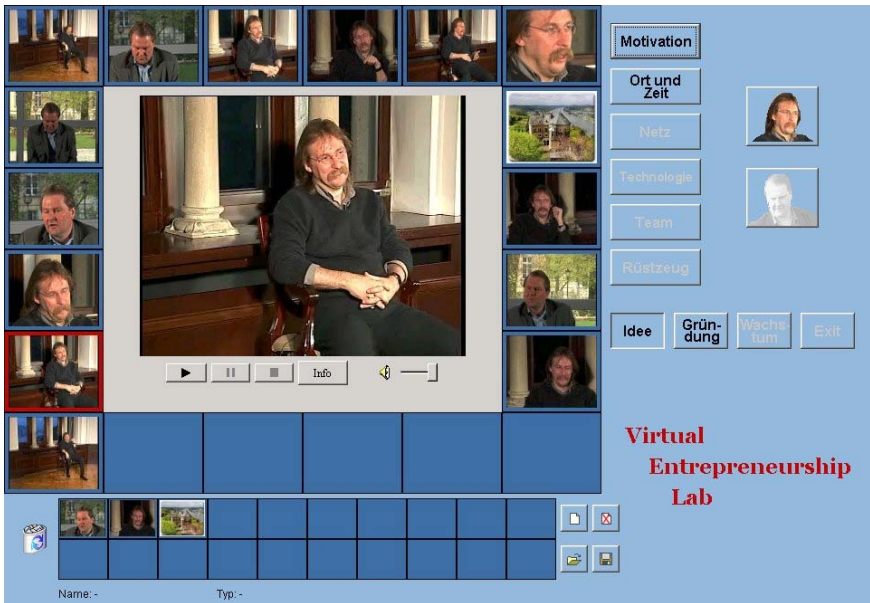 Motivation
Ort und
Zeit
Netz
Technologie
Team
Rüstzeug
Idee
Grün-
dung
Wachs-
tum
Exit
Info
Virtual
Entrepreneurship
Lab
Name: -
Typ: -